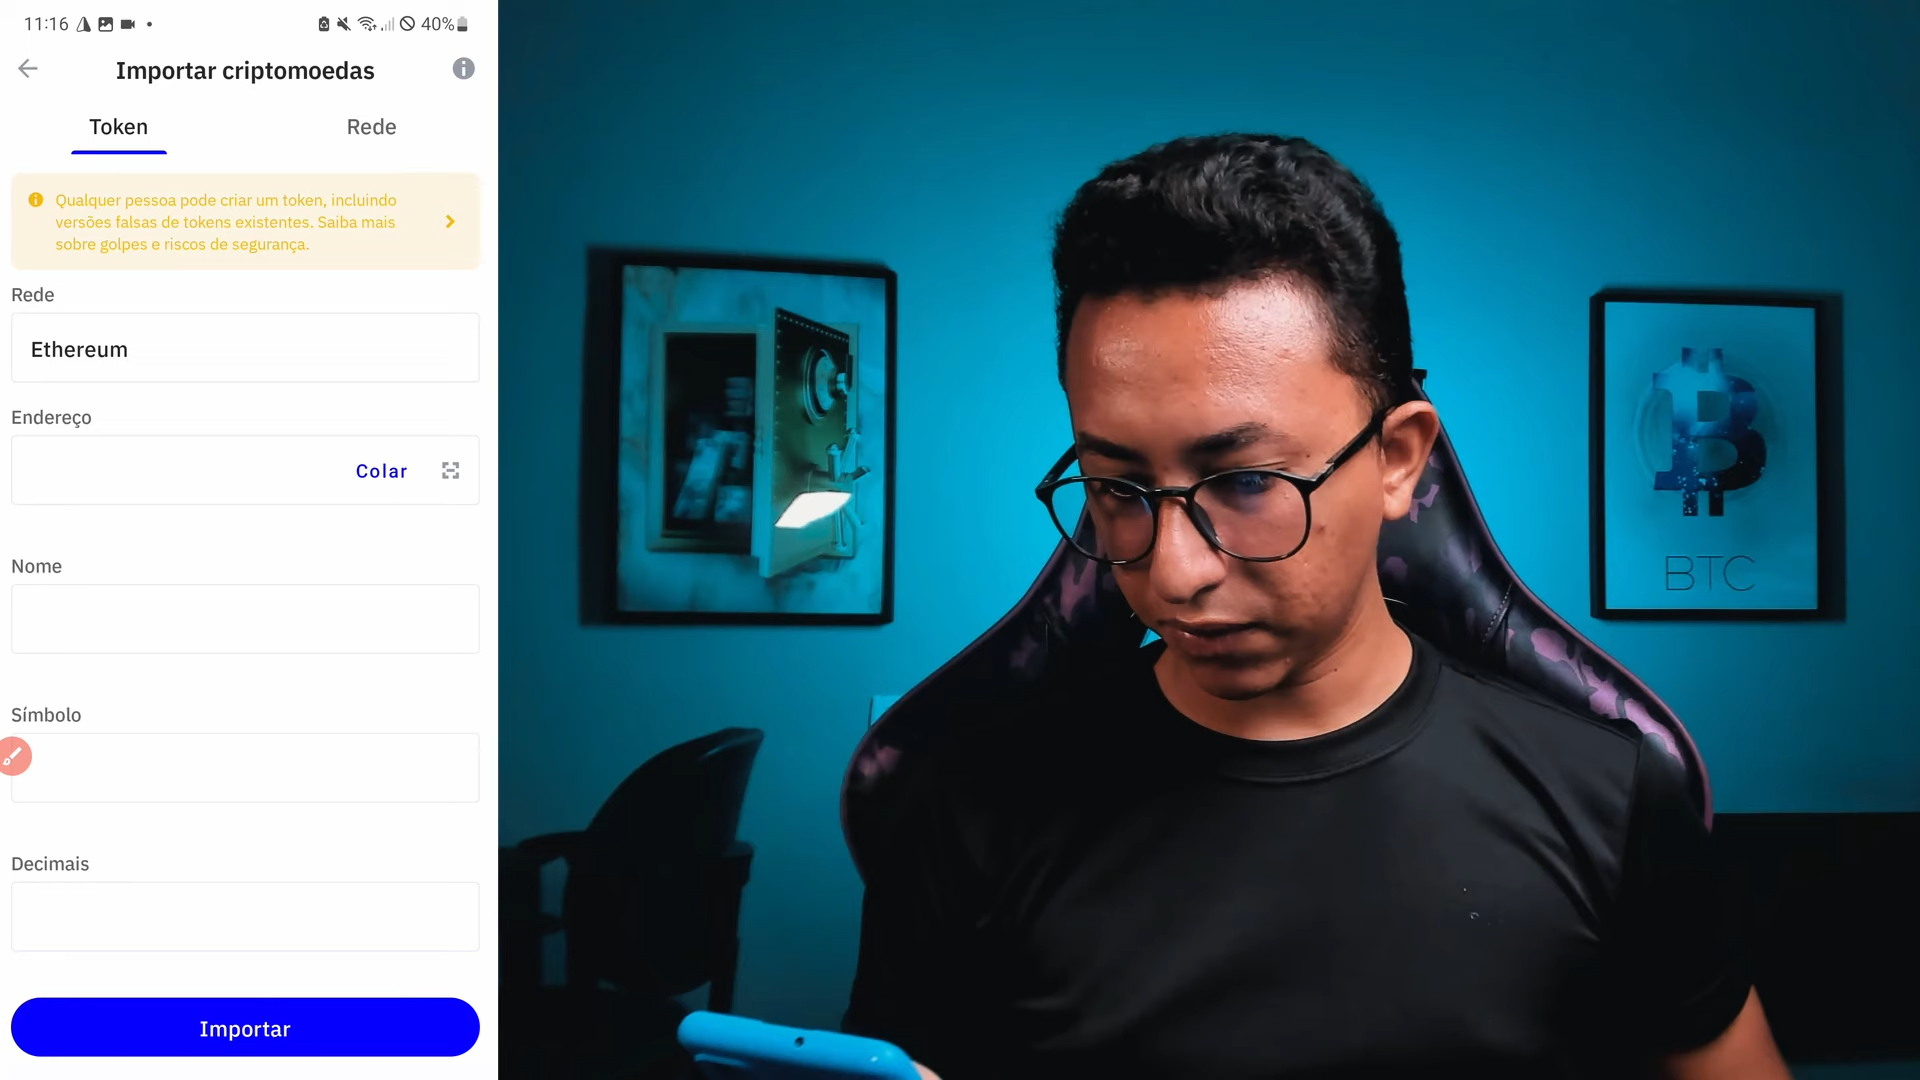 11:16
40%
Importar criptomoedas
Token
Rede
Qualquer pessoa pode criar um token, incluindo
versões falsas de tokens existentes. Saiba mais
sobre golpes e riscos de segurança.
Rede
Ethereum
Endereço
Colar
Nome
Símbolo
Decimais
Importar
BTC